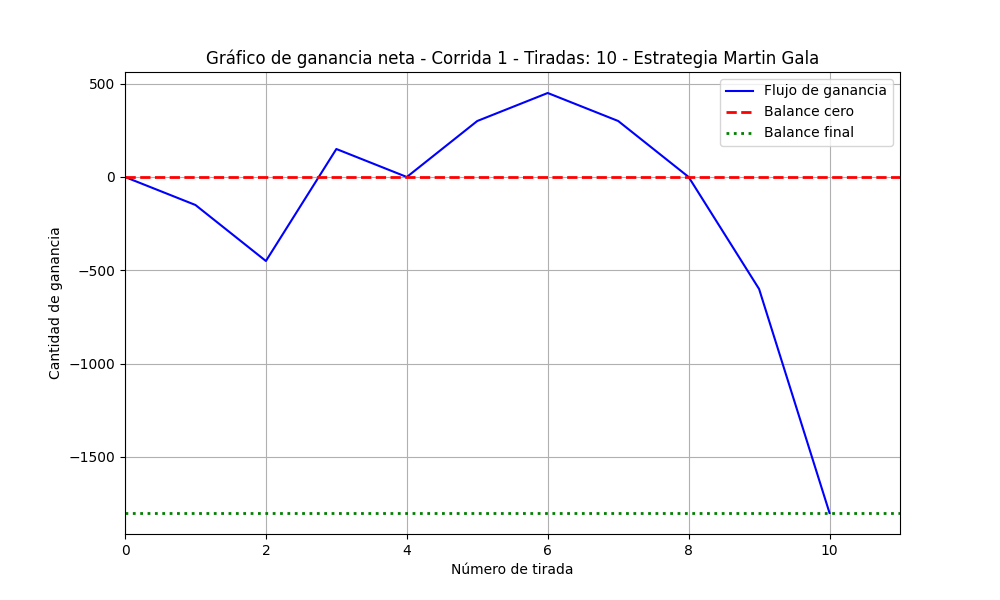 Gráfico de ganancia neta - Corrida 1 - Tiradas: 10 - Estrategia Martin Gala
Flujo de ganancia
Balance cero
Balance final
Cantidad de ganancia
500
0
−500
−1000
−1500
0 2 4 6 8 10
Número de tirada